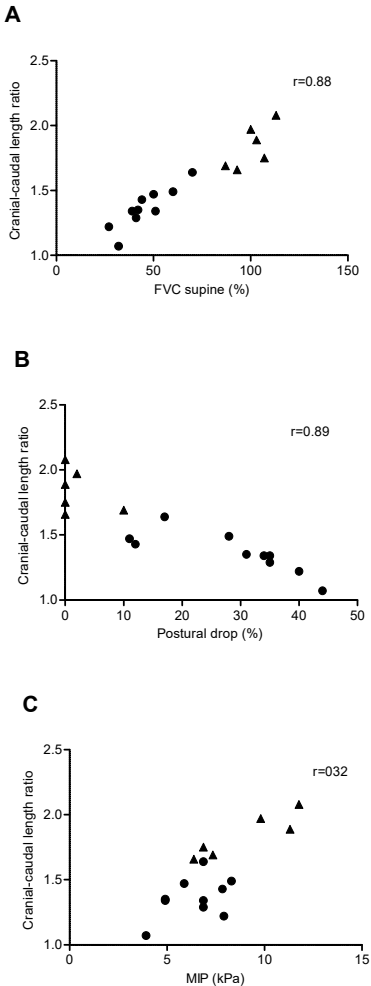 A
2.5
r=0.88
2.0
Cranial-caudal length ratio
1.5
1.0
0 50 100 150
FVC supine (%)
B
2.5
r=0.89
2.0
Cranial-caudal length ratio
1.5
1.0
0 10 20 30 40 50
Postural drop (%)
C
2.5
r=032
2.0
Cranial-caudal length ratio
1.5
1.0
0 5 10 15
MIP (kPa)